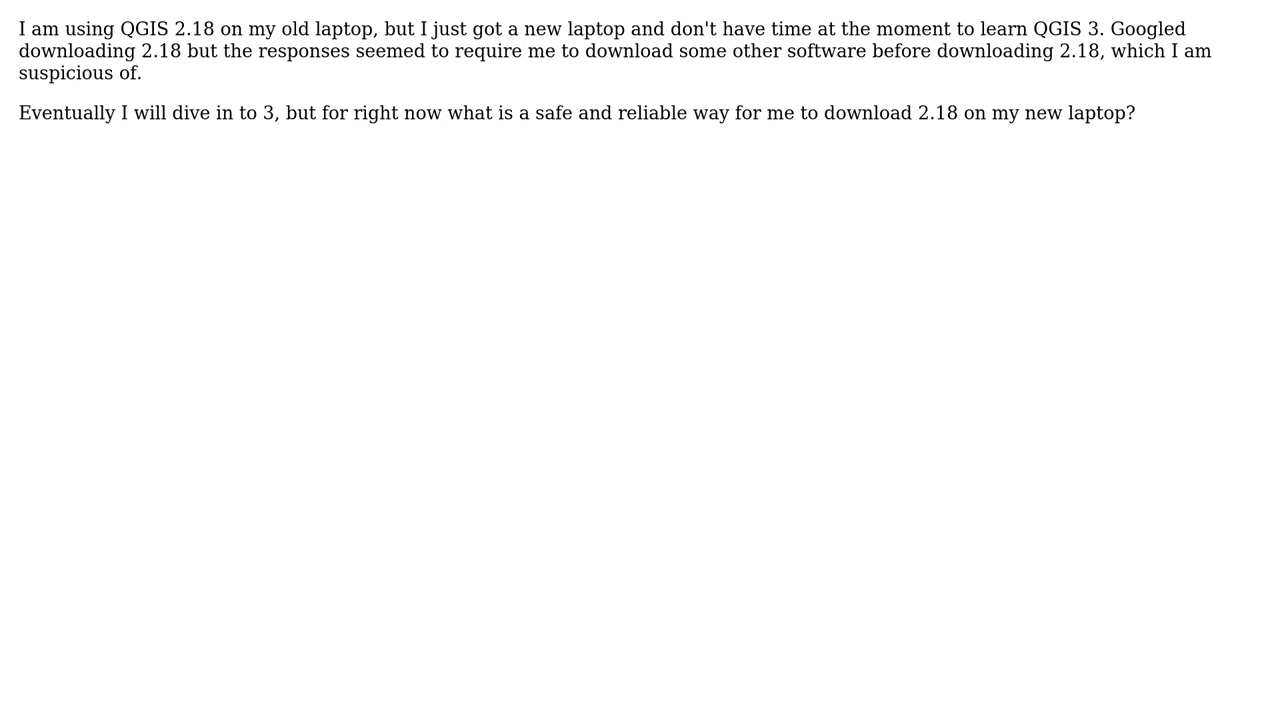 I am using QGIS 2.18 on my old laptop, but I just got a new laptop and don't have time at the moment to learn QGIS 3. Googled
downloading 2.18 but the responses seemed to require me to download some other software before downloading 2.18, which I am
suspicious of.
Eventually I will dive in to 3, but for right now what is a safe and reliable way for me to download 2.18 on my new laptop?